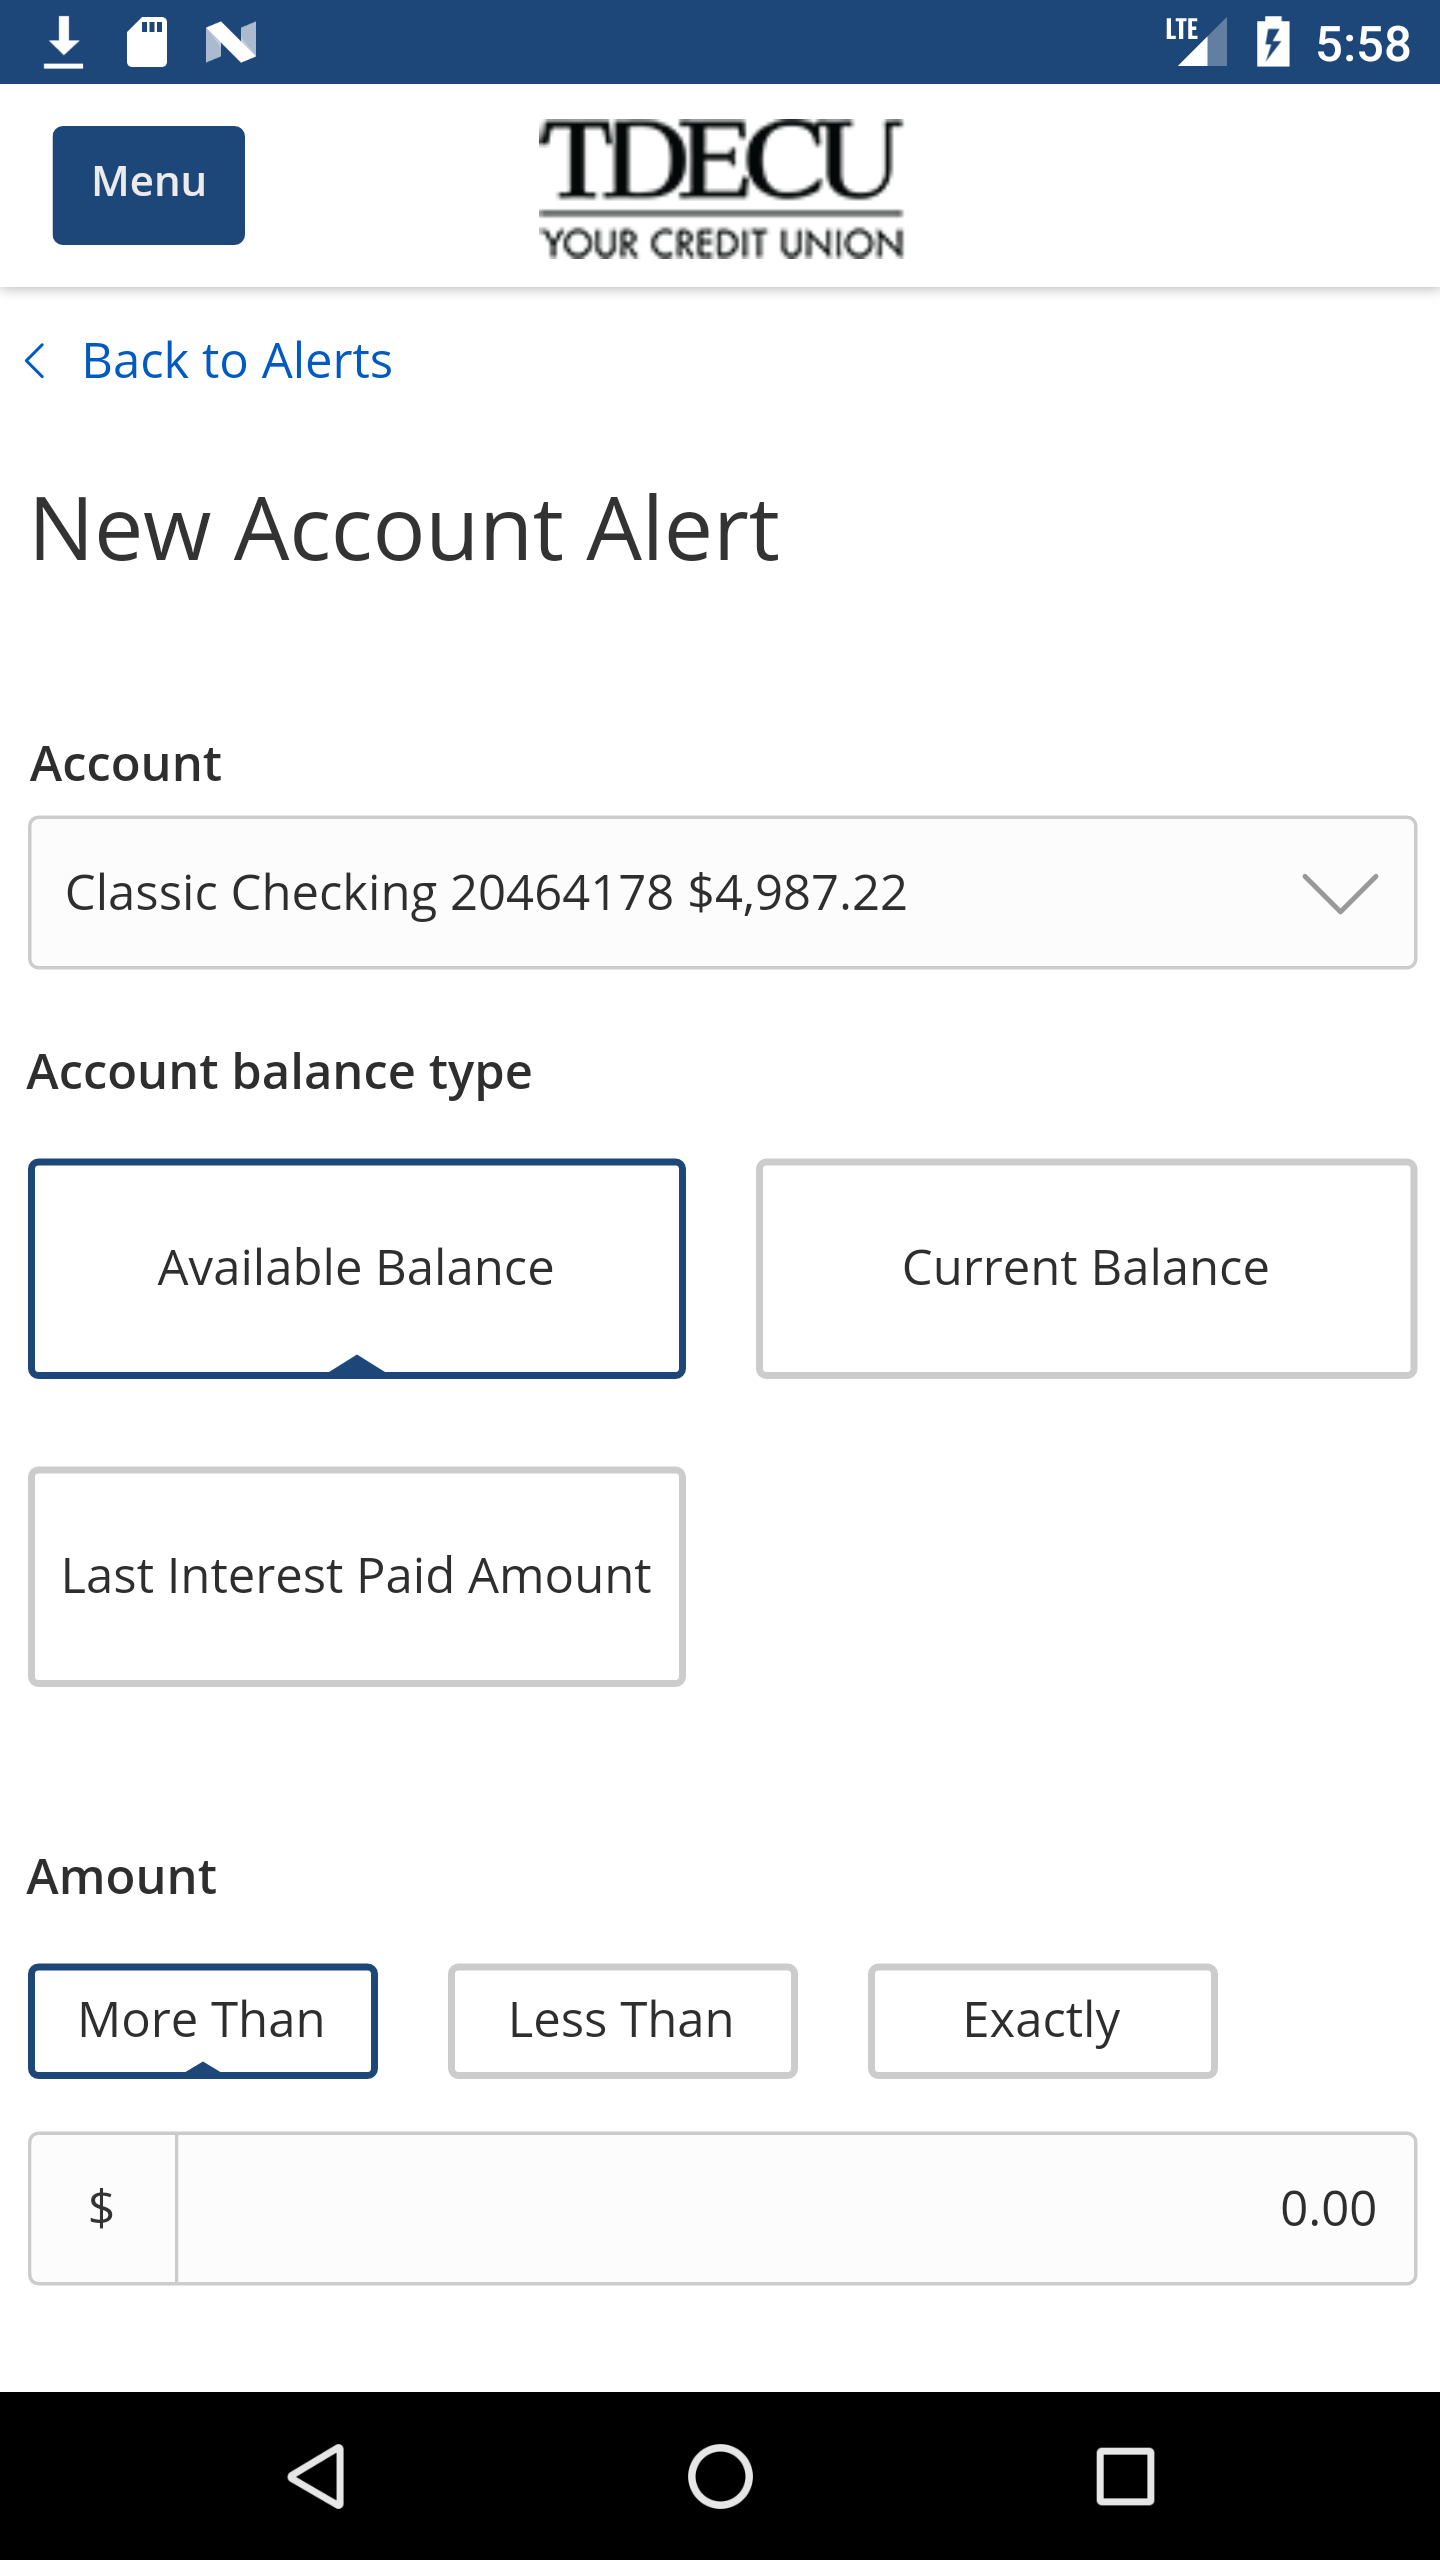 LTE 5:58
Menu
TDECU
YOUR CREDIT UNION
Back to Alerts
New Account Alert
Account
Classic Checking 20464178 $4,987.22
Account balance type
Available Balance
Current Balance
Last Interest Paid Amount
Amount
More Than
Less Than
Exactly
$ 0.00